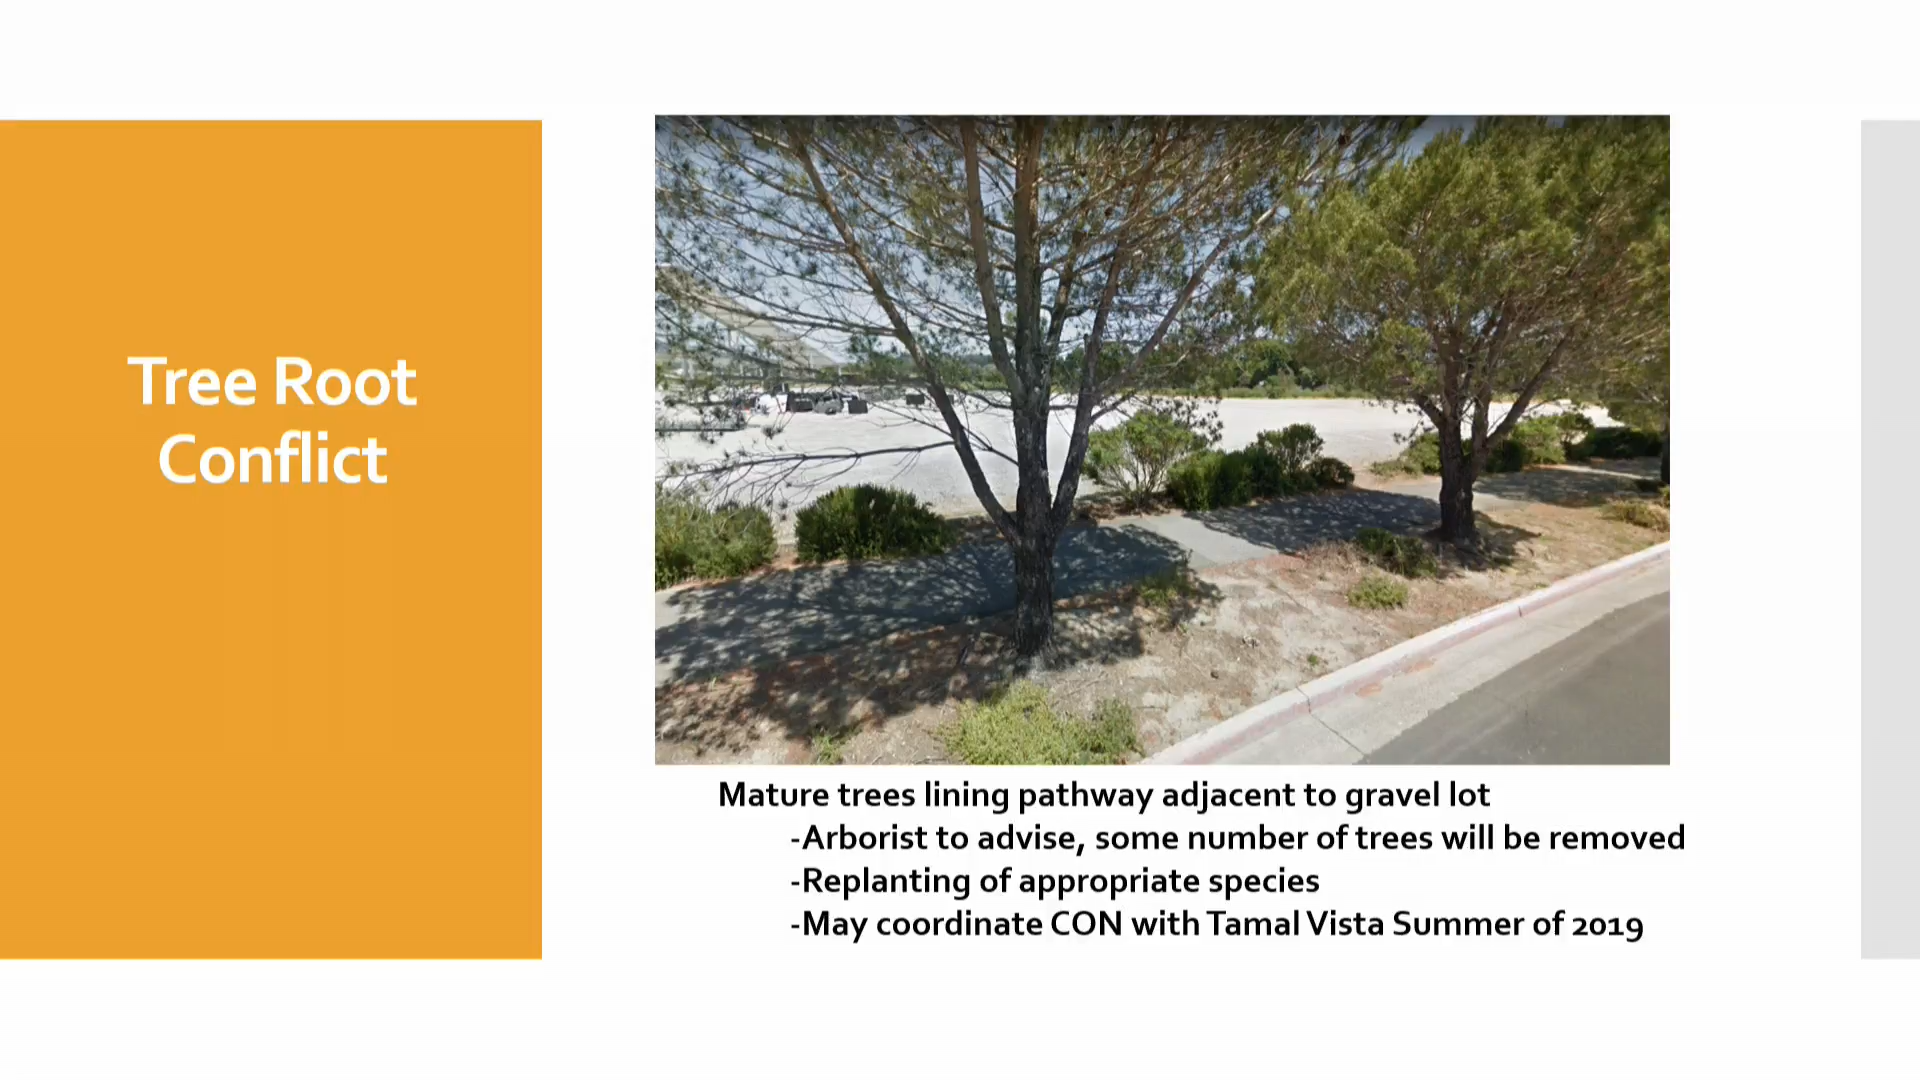 Tree Root
Conflict
Mature trees lining pathway adjacent to gravel lot
-Arborist to advise, some number of trees will be removed
-Replanting of appropriate species
-May coordinate CON with Tamal Vista Summer of 2019